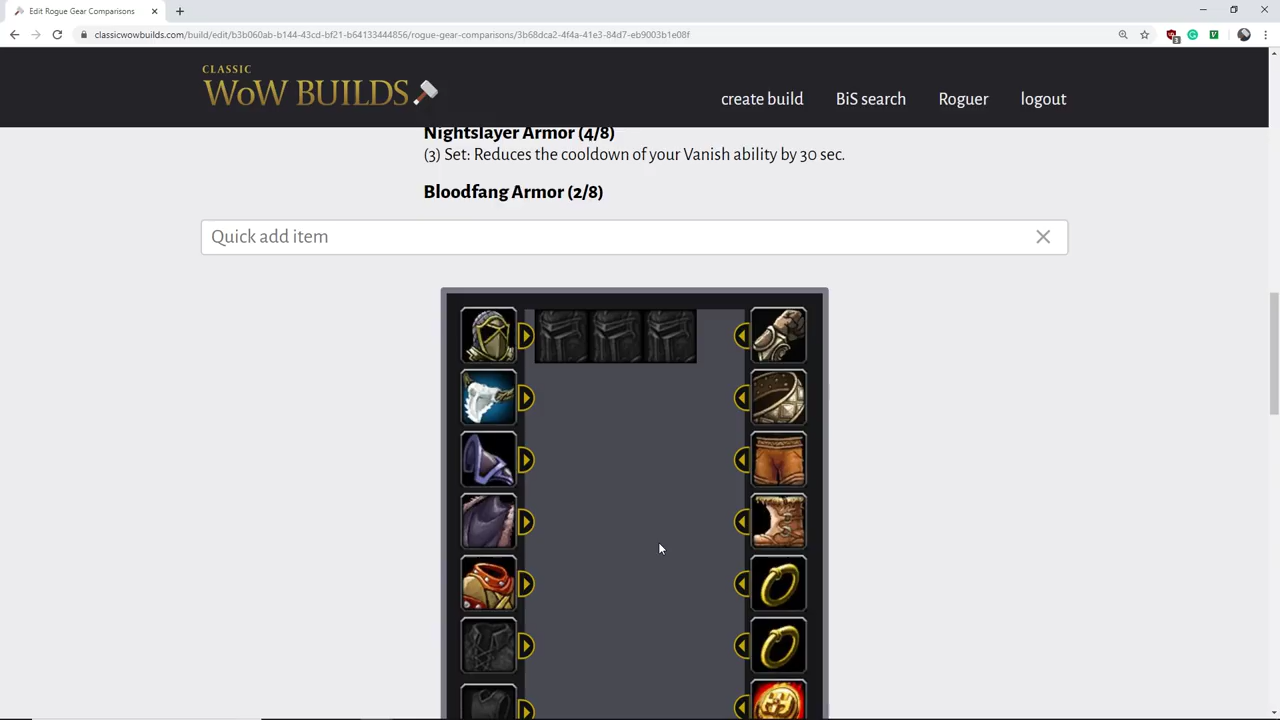 Edit Rogue Gear Comparisons
classicwowbuilds.com/build/edit/b3b060ab-b144-43cd-bf21-b64133444856/rogue-gear-comparisons/3b68dca2-4f4a-41e3-84d7-eb9003b1e08f
3
CLASSIC
WOW BUILDS
create build
BiS search
Roguer
logout
Nightslayer Armor (4/8)
(3) Set: Reduces the cooldown of your Vanish ability by 30 sec.
Bloodfang Armor (2/8)
Quick add item